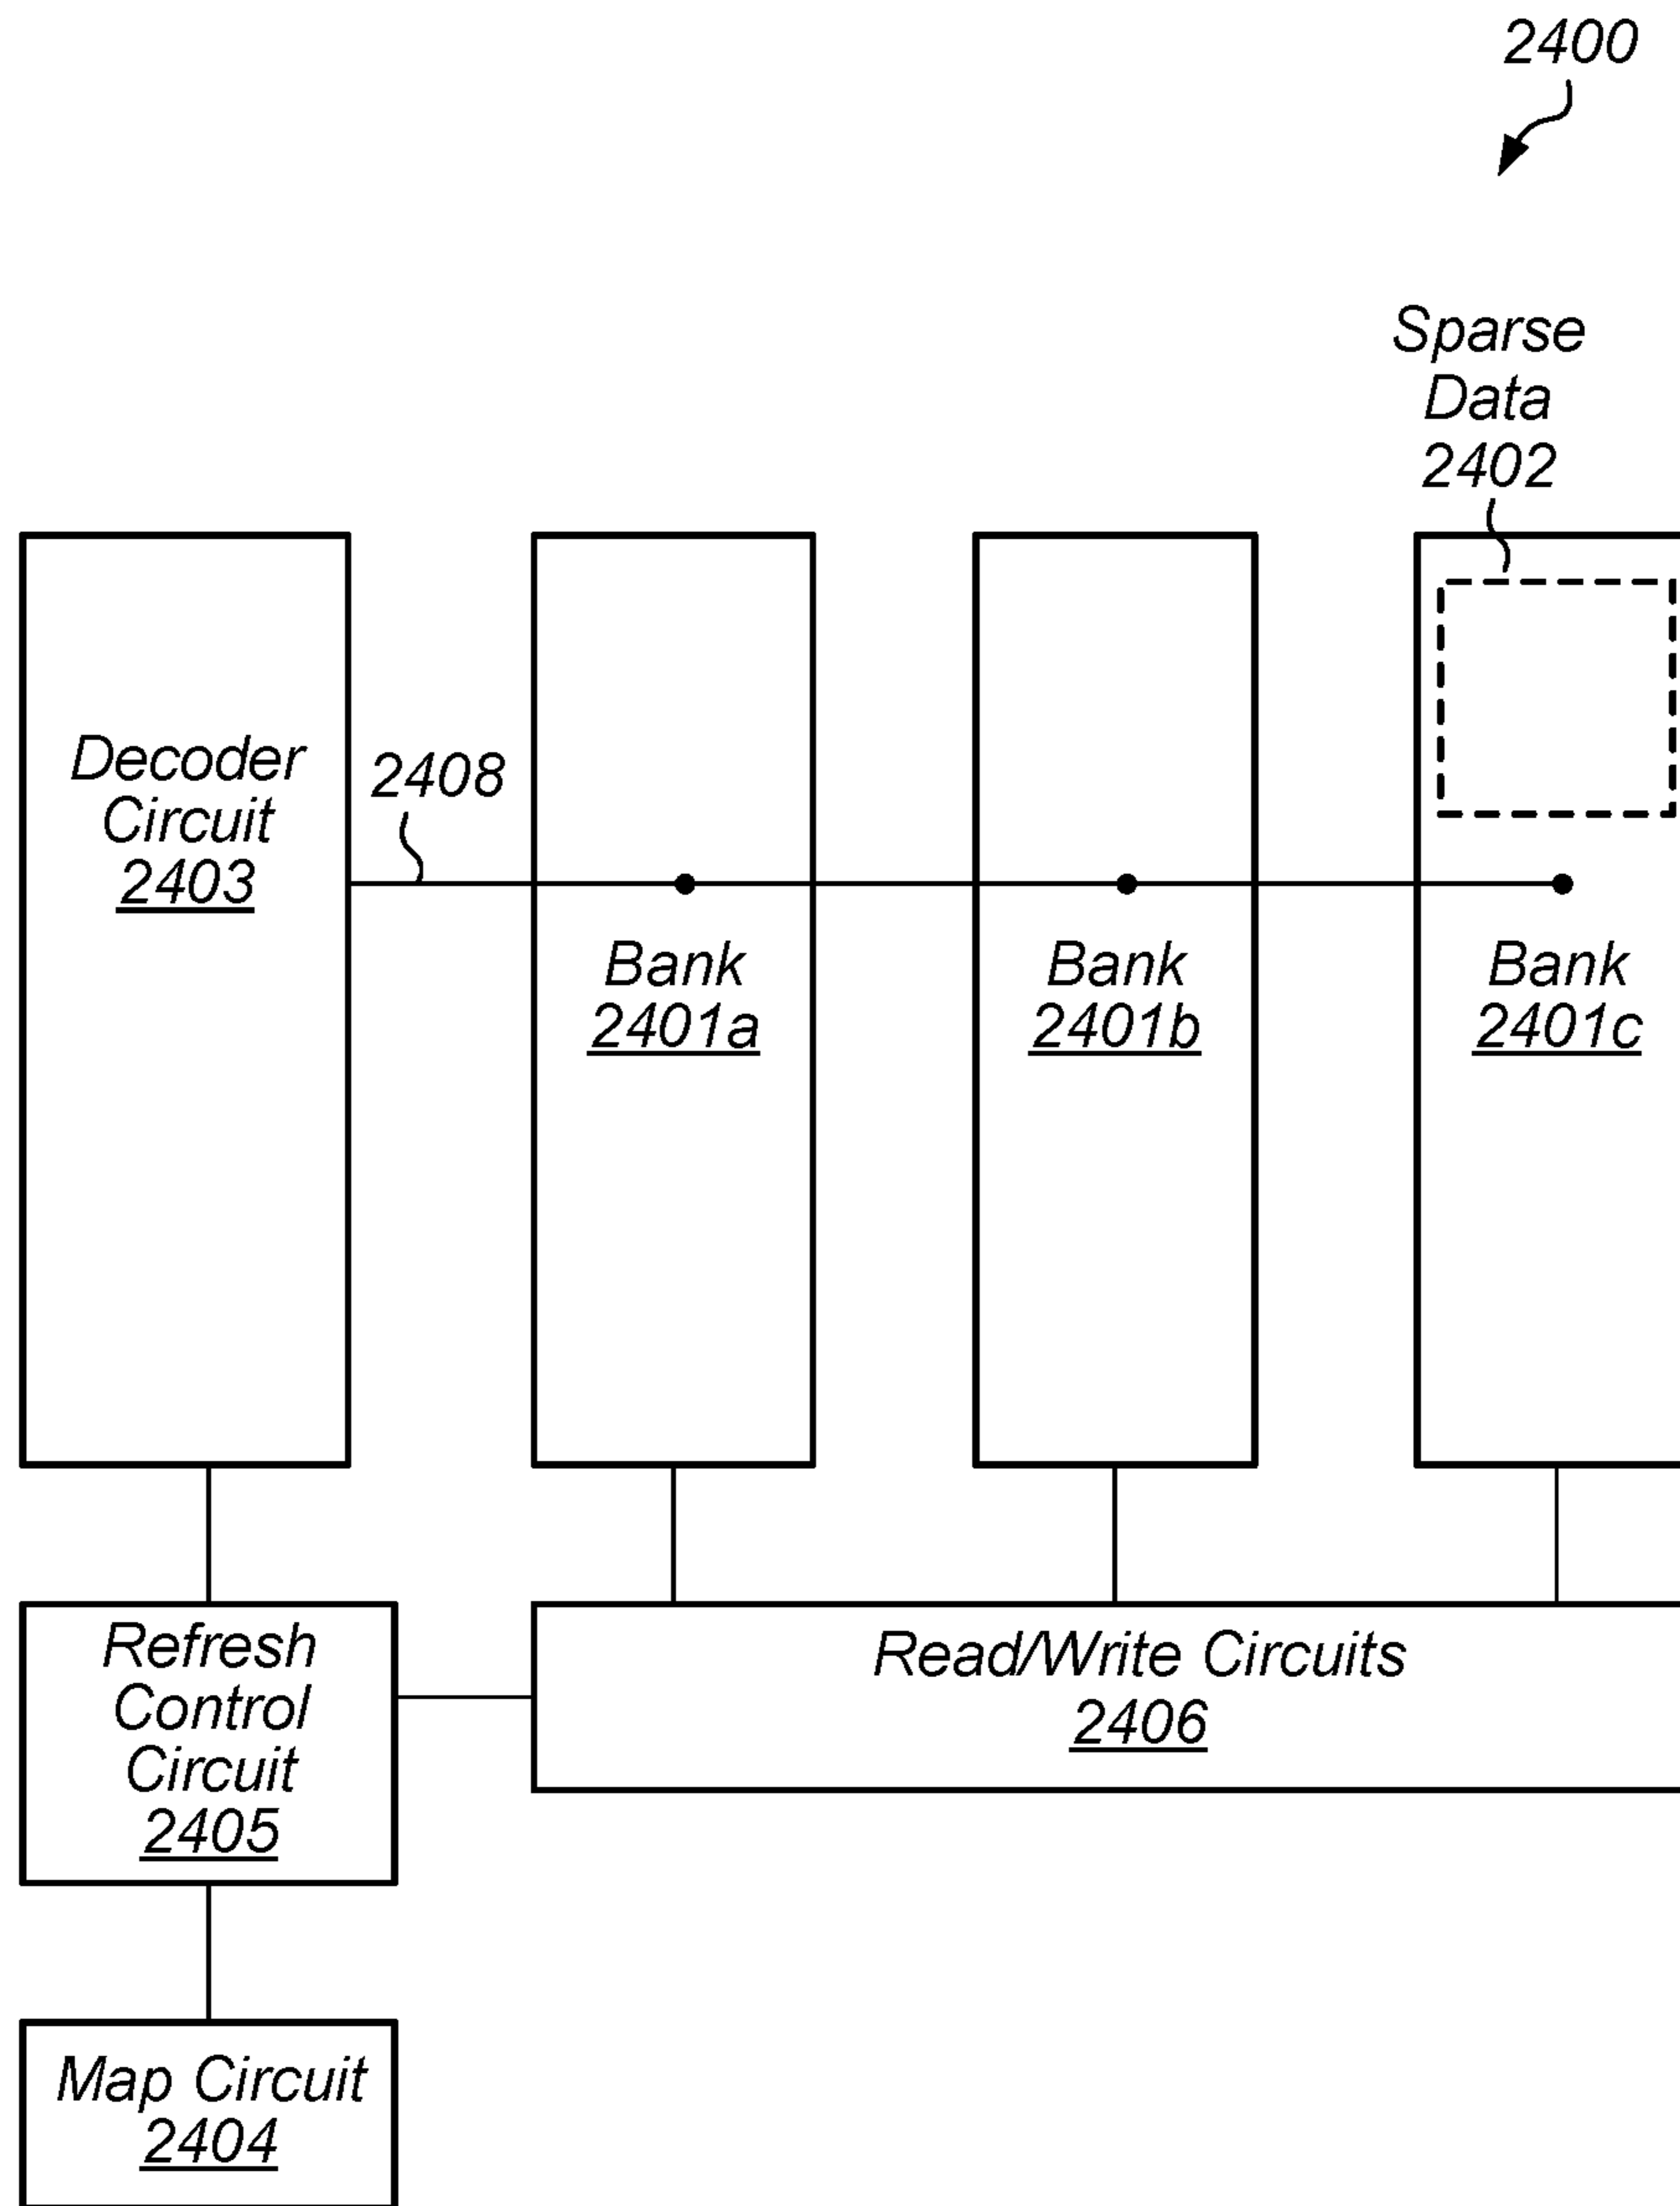 2400
Sparse
Data
2402
Decoder
Circuit
2403
2408
Bank
2401a
Bank
2401b
Bank
2401c
Refresh
Control
Circuit
2405
Read/Write Circuits
2406
Map Circuit
2404